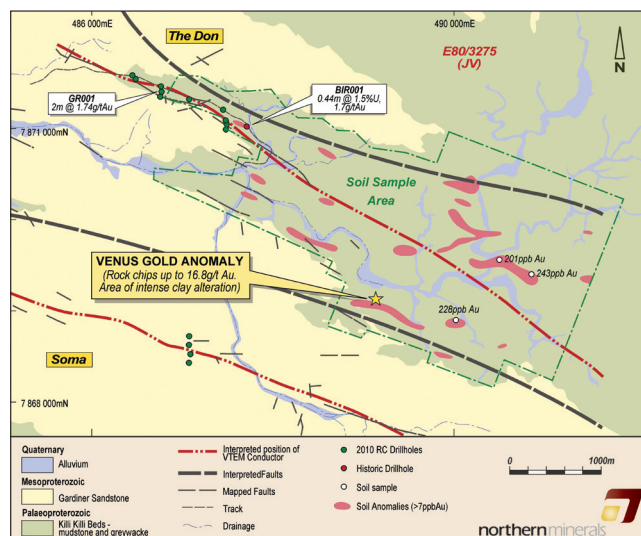 486 000mE
490 000mE
The Don
E80/3275
(JV)
N
GR001
2m @ 1.74g/tAu
BIR001
0.44m @ 1.5%U,
1.7g/tAu
7 871 000mN
Soil Sample
Area
201ppb Au
243ppb Au
VENUS GOLD ANOMALY
(Rock chips up to 16.8g/t Au.
Area of intense clay alteration)
228ppb Au
Soma
7 868 000mN
Quaternary
Alluvium
Mesoproterozoic
Gardiner Sandstone
Palaeoproterozoic
Killi Killi Beds -
mudstone and greywacke
Interpreted position of
VTEM Conductor
InterpretedFaults
Mapped Faults
Track
Drainage
2010 RC Drillholes
Historic Drillhole
Soil sample
Soil Anomalies (>7ppbAu)
0
1000m
northernminerals